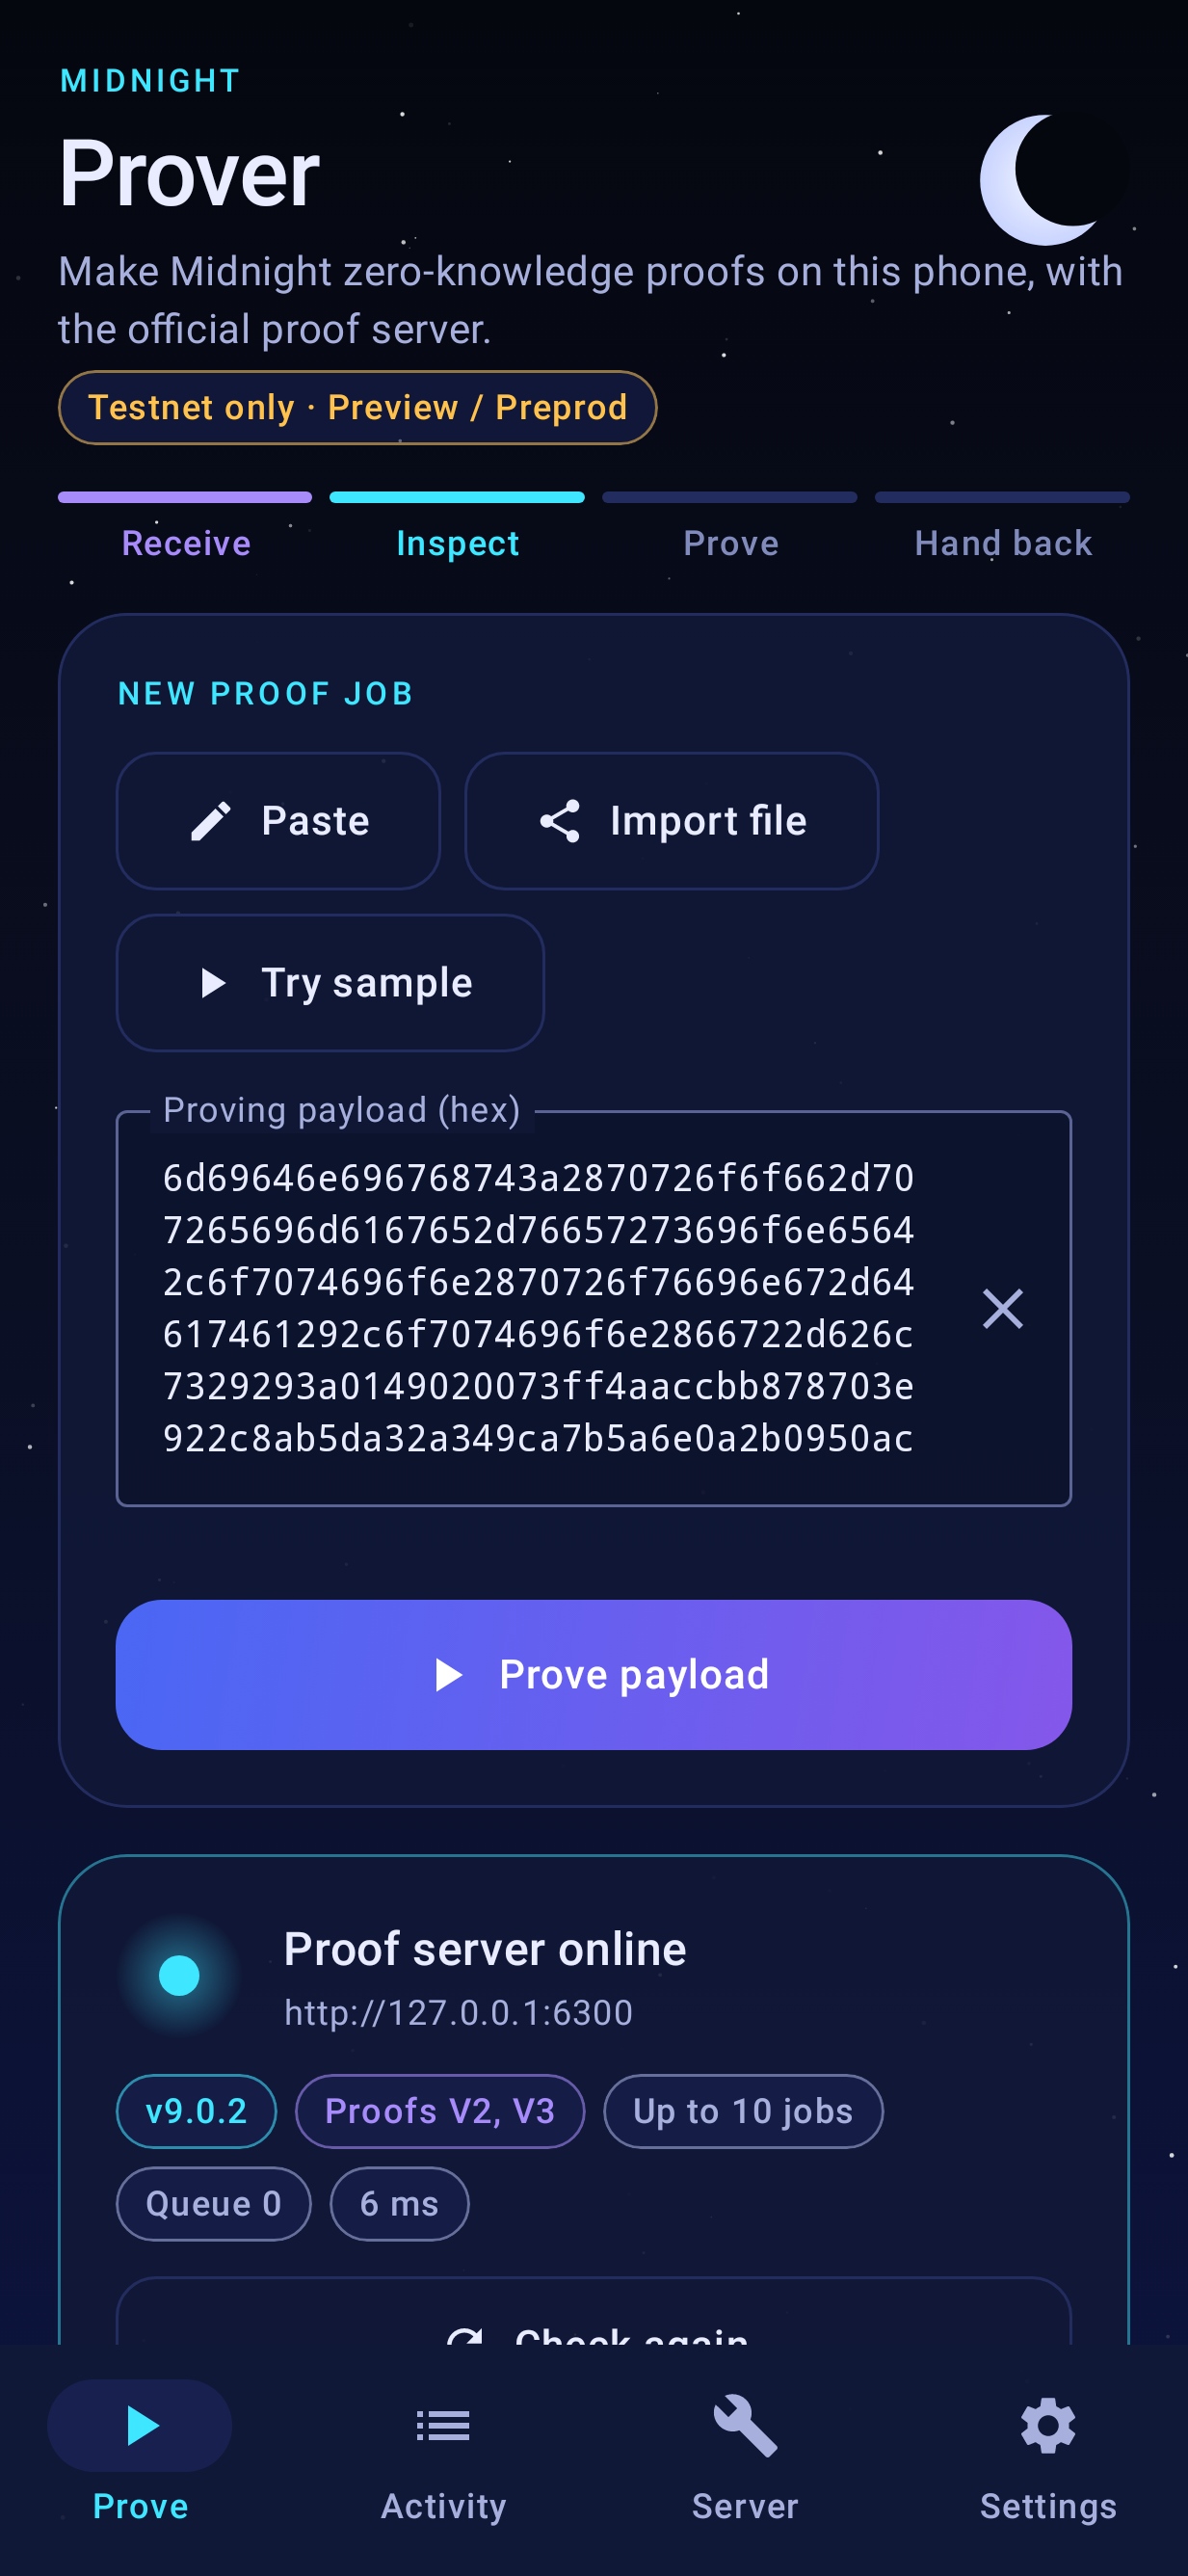 MIDNIGHT
Prover
Make Midnight zero-knowledge proofs on this phone, with
the official proof server.
Testnet only · Preview / Preprod
Receive
Inspect
Prove
Hand back
NEW PROOF JOB
Paste
Import file
Try sample
Proving payload (hex)
6d69646e696768743a2870726f6f662d70
7265696d6167652d76657273696f6e6564
2c6f7074696f6e2870726f76696e672d64
617461292c6f7074696f6e2866722d626c
7329293a0149020073ff4aaccbb878703e
922c8ab5da32a349ca7b5a6e0a2b0950ac
Prove payload
Proof server online
http://127.0.0.1:6300
v9.0.2
Proofs V2, V3
Up to 10 jobs
Queue 0
6 ms
Check again
Prove
Activity
Server
Settings